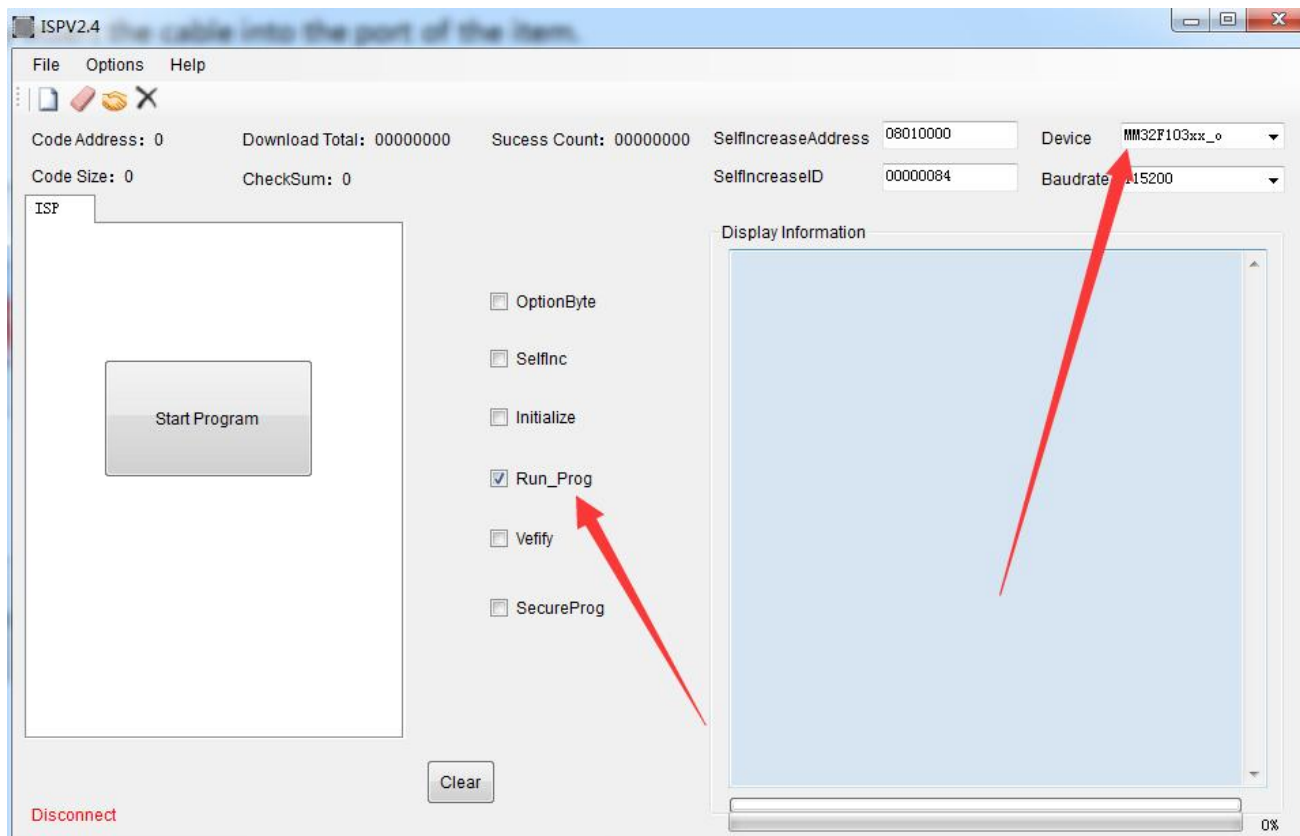 ISPV2.4
the cable into the port of the item.
File Options Help
Code Address: 0 Download Total: 00000000 Sucess Count: 00000000 SelfIncreaseAddress 08010000 Device MM32F103xx_o
Code Size: 0 CheckSum: 0 SelfIncreaseID 00000084 Baudrate 115200
ISP
Display Information
OptionByte
SelfInc
Initialize
Start Program
Run_Prog
Vefify
SecureProg
Clear
Disconnect
0%